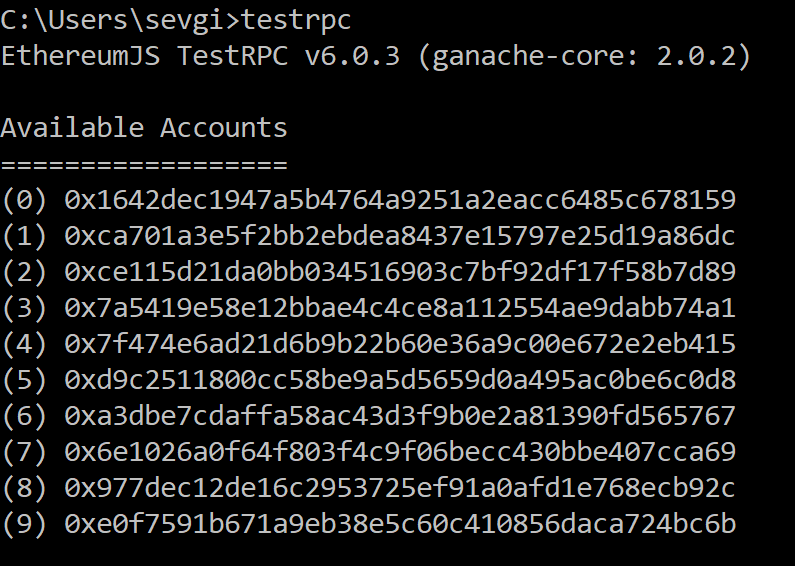 C:\Users\sevgi>testrpc
EthereumJS TestRPC v6.0.3 (ganache-core: 2.0.2)
Available Accounts
==================
(0) 0x1642dec1947a5b4764a9251a2eacc6485c678159
(1) 0xca701a3e5f2bb2ebdea8437e15797e25d19a86dc
(2) 0xce115d21da0bb034516903c7bf92df17f58b7d89
(3) 0x7a5419e58e12bbae4c4ce8a112554ae9dabb74a1
(4) 0x7f474e6ad21d6b9b22b60e36a9c00e672e2eb415
(5) 0xd9c2511800cc58be9a5d5659d0a495ac0be6c0d8
(6) 0xa3dbe7cdaffa58ac43d3f9b0e2a81390fd565767
(7) 0x6e1026a0f64f803f4c9f06becc430bbe407cca69
(8) 0x977dec12de16c2953725ef91a0afd1e768ecb92c
(9) 0xe0f7591b671a9eb38e5c60c410856daca724bc6b